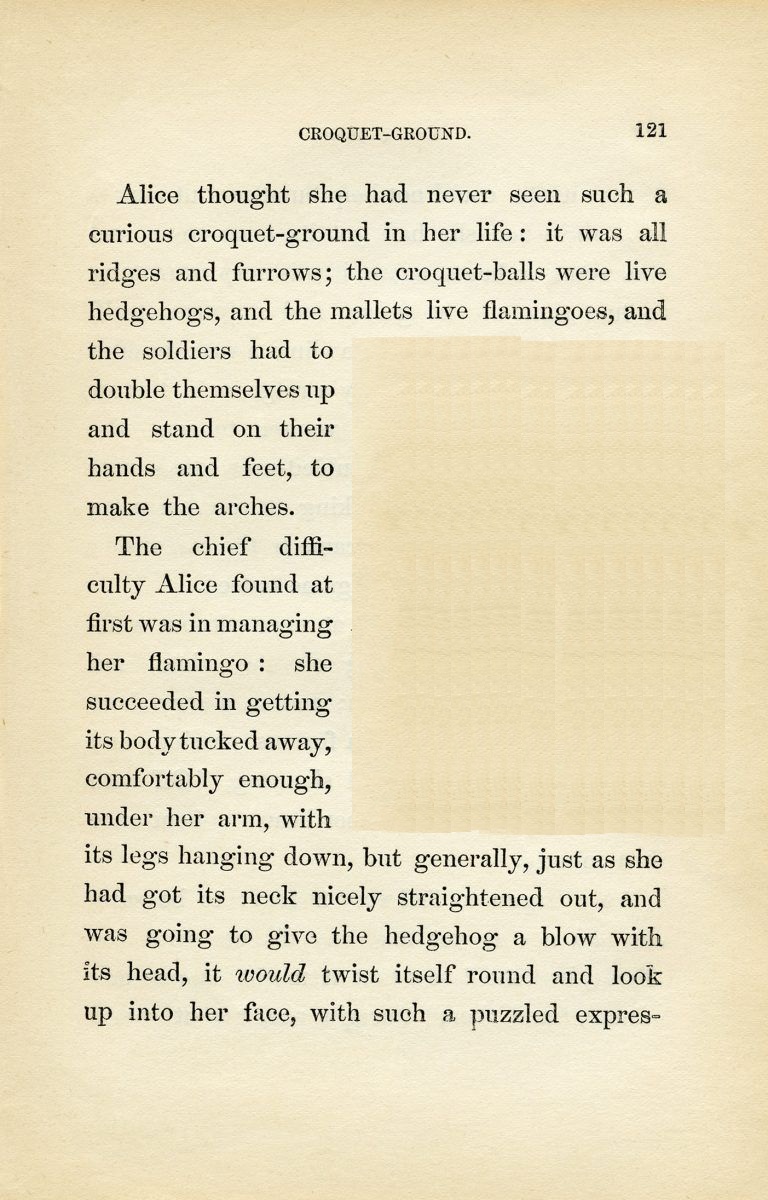 CROQUET-GROUND. 121
Alice thought she had never seen such a
curious croquet-ground in her life: it was all
ridges and furrows; the croquet-balls were live
hedgehogs, and the mallets live flamingoes, and
the soldiers had to
double themselves up
and stand on their
hands and feet, to
make the arches.
The chief diffi-
culty Alice found at
first was in managing
her flamingo: she
succeeded in getting
its body tucked away,
comfortably enough,
under her arm, with
its legs hanging down, but generally, just as she
had got its neck nicely straightened out, and
was going to give the hedgehog a blow with
its head, it would twist itself round and look
up into her face, with such a puzzled expres-